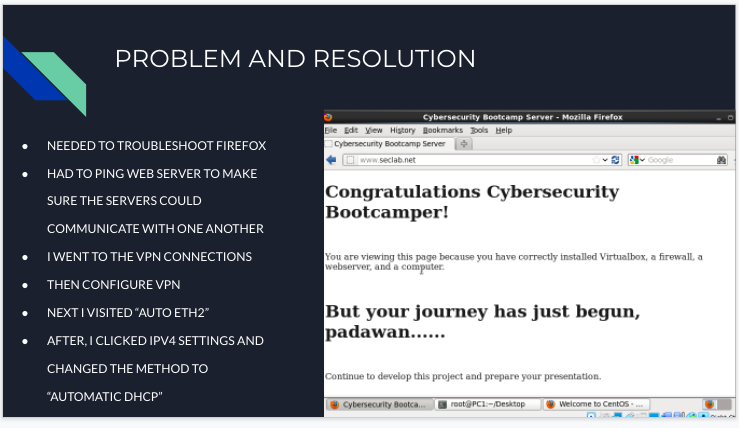 PROBLEM AND RESOLUTION
● NEEDED TO TROUBLESHOOT FIREFOX
● HAD TO PING WEB SERVER TO MAKE
SURE THE SERVERS COULD
COMMUNICATE WITH ONE ANOTHER
● I WENT TO THE VPN CONNECTIONS
● THEN CONFIGURE VPN
● NEXT I VISITED “AUTO ETH2”
● AFTER, I CLICKED IPV4 SETTINGS AND
CHANGED THE METHOD TO
“AUTOMATIC DHCP”
Cybersecurity Bootcamp Server - Mozilla Firefox
File Edit View History Bookmarks Tools Help
Cybersecurity Bootcamp Server
www.seclab.net
Google
Congratulations Cybersecurity
Bootcamper!
You are viewing this page because you have correctly installed Virtualbox, a firewall, a
webserver, and a computer.
But your journey has just begun,
padawan......
Continue to develop this project and prepare your presentation.
Cybersecurity Bootca... root@PC1:~/Desktop Welcome to CentOS - ...